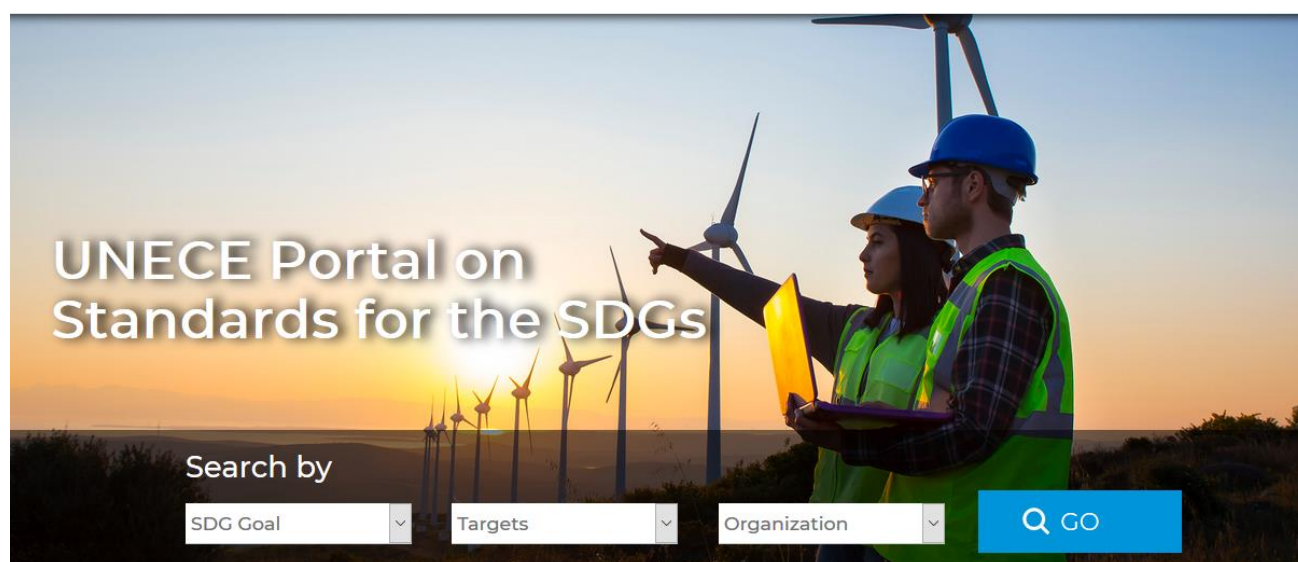 UNECE Portal on
Standards for the SDGs
Search by
SDG Goal
Targets
Organization
GO